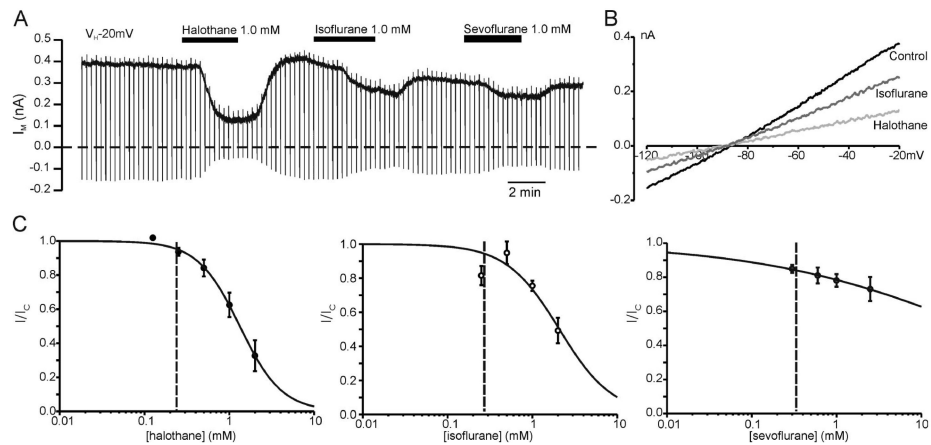 A
V_H-20mV
Halothane 1.0 mM
Isoflurane 1.0 mM
Sevoflurane 1.0 mM
0.5
0.4
0.3
0.2
0.1
0.0
-0.1
-0.2
I_M (nA)
2 min
B
nA
0.4
0.2
0.0
0.2
-120
-100
-80
-60
-40
-20mV
Control
Isoflurane
Halothane
C
1.0
0.8
0.6
0.4
0.2
0.0
I/I_C
0.01
0.1
1
10
[halothane] (mM)
1.0
0.8
0.6
0.4
0.2
0.0
I/I_C
0.01
0.1
1
10
[isoflurane] (mM)
1.0
0.8
0.6
0.4
0.2
0.0
I/I_C
0.01
0.1
1
10
[sevoflurane] (mM)